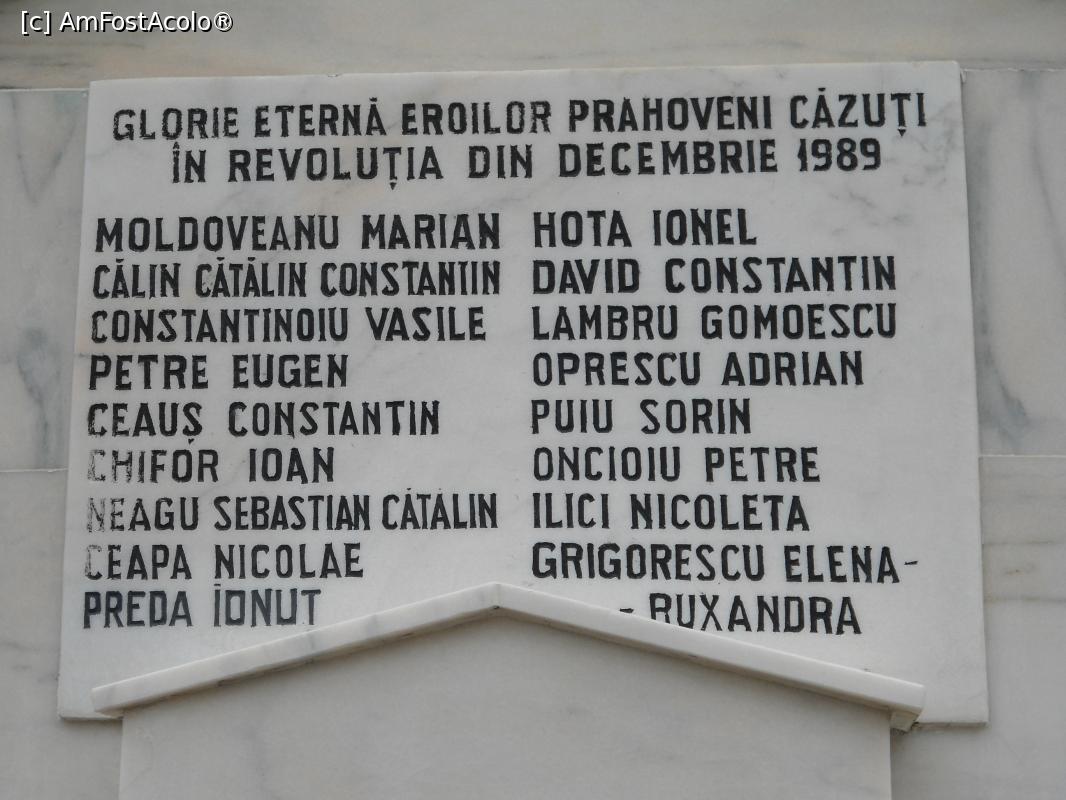 [c] AmFostAcolo®
GLORIE ETERNĂ EROILOR PRAHOVENI CĂZUȚI
ÎN REVOLUȚIA DIN DECEMBRIE 1989
MOLDOVEANU MARIAN
CĂLIN CĂTĂLIN CONSTANTIN
CONSTANTINOIU VASILE
PETRE EUGEN
CEAUȘ CONSTANTIN
CHIFOR IOAN
NEAGU SEBASTIAN CĂTĂLIN
CEAPA NICOLAE
PREDA IONUT
HOTA IONEL
DAVID CONSTANTIN
LAMBRU GOMOESCU
OPRESCU ADRIAN
PUIU SORIN
ONCIOIU PETRE
ILICI NICOLETA
GRIGORESCU ELENA-
- RUXANDRA